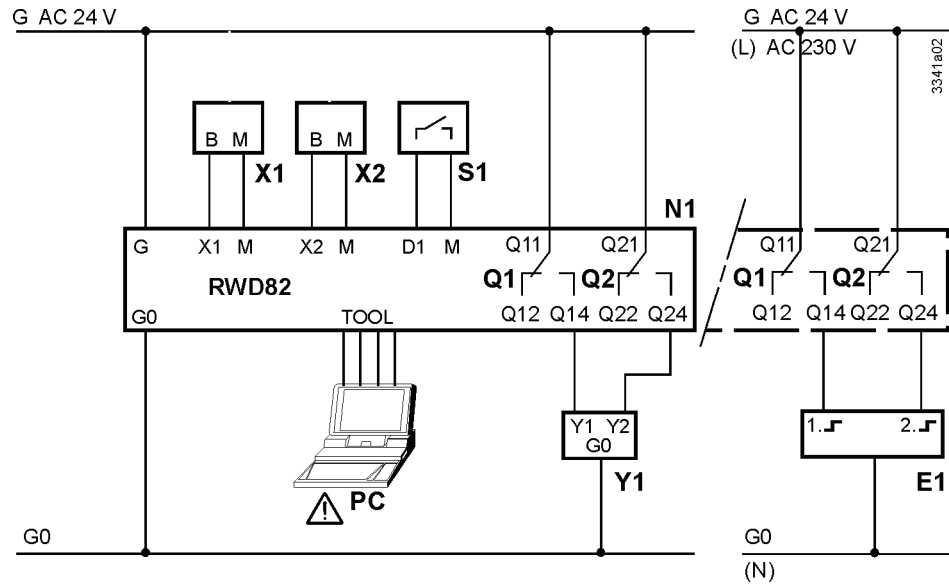 G AC 24 V
G AC 24 V
(L) AC 230 V
3341a02
B M
X1
B M
X2
S1
N1
G X1 M X2 M D1 M Q11 Q21
Q11 Q21
RWD82
Q1 Q2
Q1 Q2
G0 TOOL Q12 Q14 Q22 Q24
Q12 Q14 Q22 Q24
Y1 Y2
G0
Y1
1. 2.
E1
PC
G0
G0
(N)